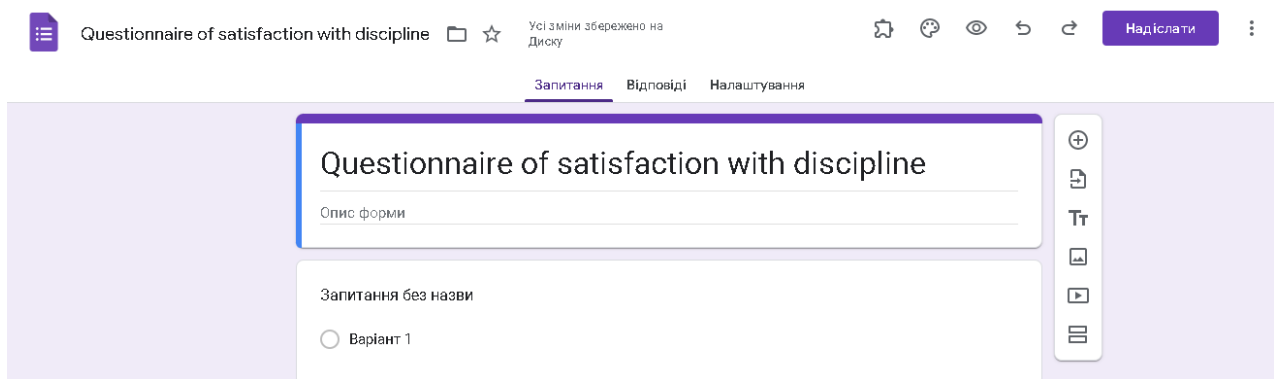 Questionnaire of satisfaction with discipline
Усі зміни збережено на
Диску
Надіслати
Запитання Відповіді Налаштування
Questionnaire of satisfaction with discipline
Опис форми
Запитання без назви
Варіант 1
Тт